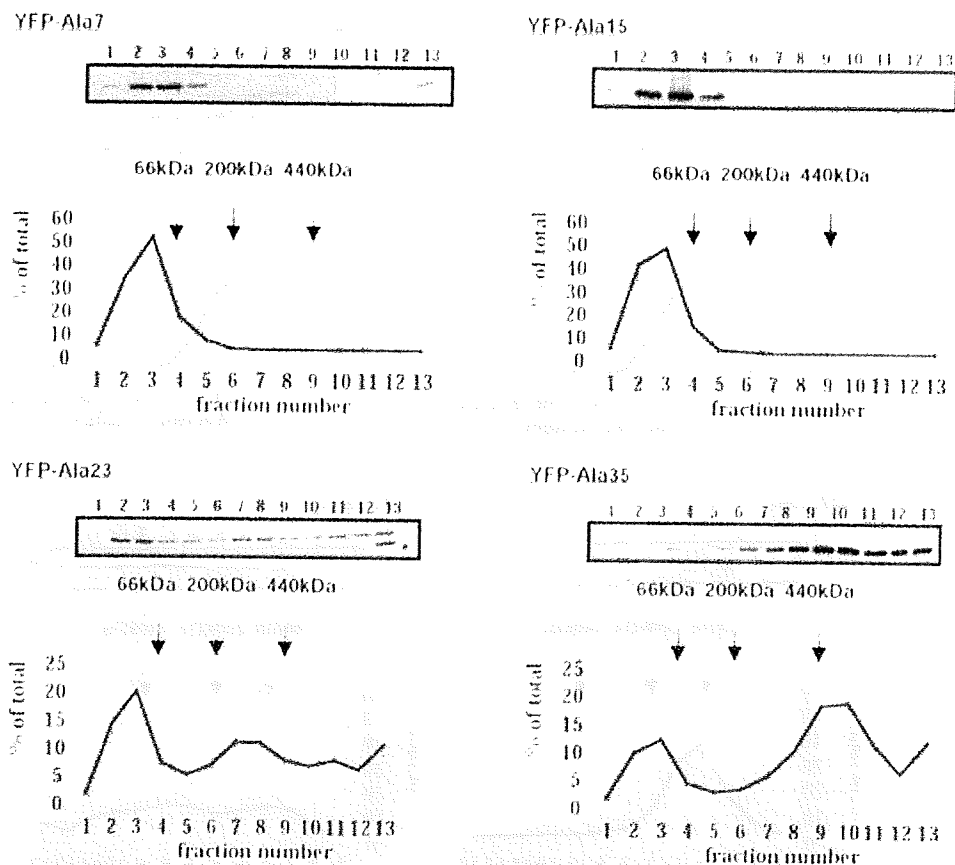 YFP-Ala7
1 2 3 4 5 6 7 8 9 10 11 12 13
66kDa 200kDa 440kDa
% of total
60
50
40
30
20
10
0
1 2 3 4 5 6 7 8 9 10 11 12 13
fraction number
YFP-Ala15
1 2 3 4 5 6 7 8 9 10 11 12 13
66kDa 200kDa 440kDa
% of total
60
50
40
30
20
10
0
1 2 3 4 5 6 7 8 9 10 11 12 13
fraction number
YFP-Ala23
1 2 3 4 5 6 7 8 9 10 11 12 13
66kDa 200kDa 440kDa
% of total
25
20
15
10
5
0
1 2 3 4 5 6 7 8 9 10 11 12 13
fraction number
YFP-Ala35
1 2 3 4 5 6 7 8 9 10 11 12 13
66kDa 200kDa 440kDa
% of total
25
20
15
10
5
0
1 2 3 4 5 6 7 8 9 10 11 12 13
fraction number